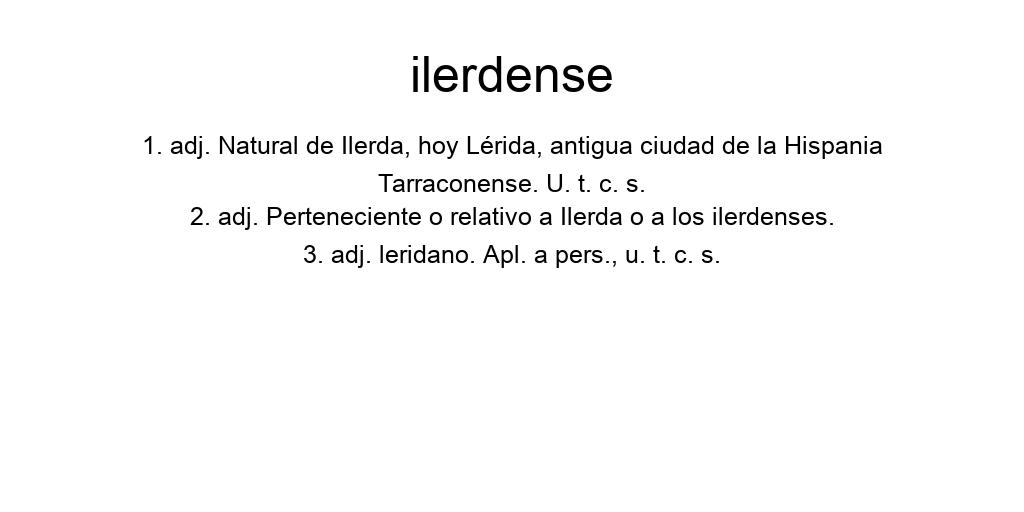 ilerdense
1. adj. Natural de Ilerda, hoy Lérida, antigua ciudad de la Hispania
Tarraconense. U. t. c. s.
2. adj. Perteneciente o relativo a Ilerda o a los ilerdenses.
3. adj. leridano. Apl. a pers., u. t. c. s.